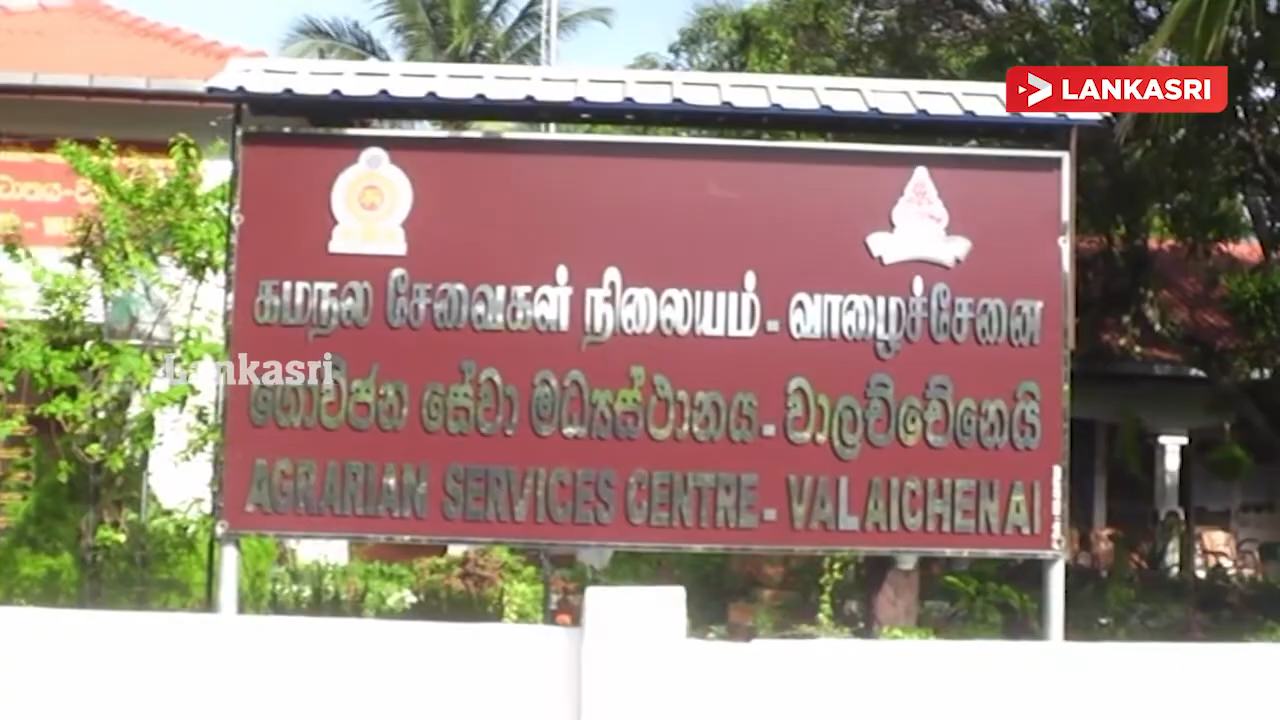 LANKASRI
கமநல சேவைகள் நிலையம் - வாழைச்சேனை
Lankasri
ගොවිජන සේවා මධ්‍යස්ථානය - වාලච්චේනෙයි
AGRARIAN SERVICES CENTRE - VALAICHENAI